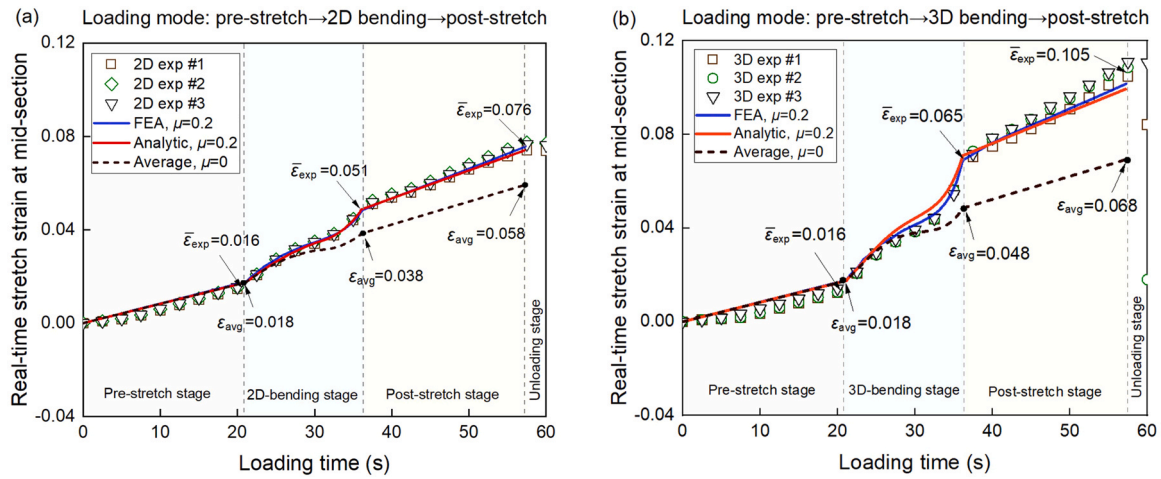 (a)
Loading mode: pre-stretch→2D bending→post-stretch
0.12
0.08
0.04
0.00
-0.04
Real-time stretch strain at mid-section
2D exp #1
2D exp #2
2D exp #3
FEA, μ=0.2
Analytic, μ=0.2
Average, μ=0
ε̅exp=0.076
ε̅exp=0.051
ε̅exp=0.016
εavg=0.058
εavg=0.038
εavg=0.018
Pre-stretch stage
2D-bending stage
Post-stretch stage
Unloading stage
0 10 20 30 40 50 60
Loading time (s)
(b)
Loading mode: pre-stretch→3D bending→post-stretch
0.12
0.08
0.04
0.00
-0.04
Real-time stretch strain at mid-section
3D exp #1
3D exp #2
3D exp #3
FEA, μ=0.2
Analytic, μ=0.2
Average, μ=0
ε̅exp=0.105
ε̅exp=0.065
ε̅exp=0.016
εavg=0.068
εavg=0.048
εavg=0.018
Pre-stretch stage
3D-bending stage
Post-stretch stage
Unloading stage
0 10 20 30 40 50 60
Loading time (s)